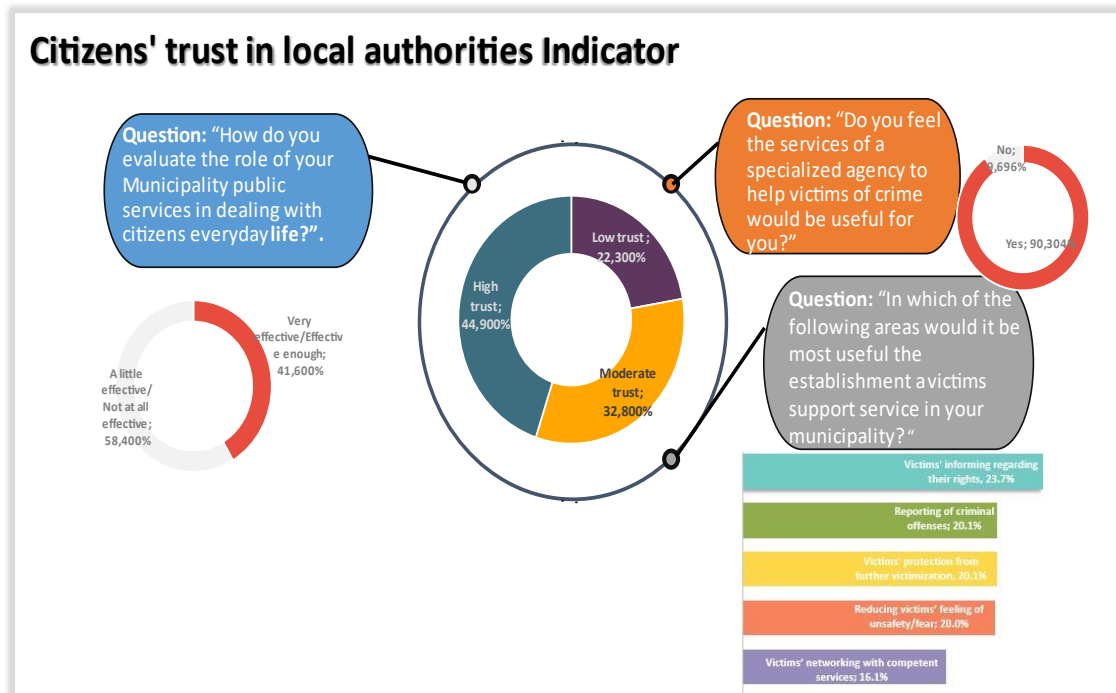 Citizens' trust in local authorities Indicator
Question: “How do you
evaluate the role of your
Municipality public
services in dealing with
citizens everyday life?”.
Question: “Do you feel
the services of a
specialized agency to
help victims of crime
would be useful for
you?”
No;
9,696%
Yes; 90,304%
Low trust ;
22,300%
High
trust;
44,900%
Moderate
trust;
32,800%
Very
effective/Effectiv
e enough;
41,600%
A little
effective/
Not at all
effective;
58,400%
Question: “In which of the
following areas would it be
most useful the
establishment a victims
support service in your
municipality?“
Victims' informing regarding
their rights, 23.7%
Reporting of criminal
offenses; 20.1%
Victims' protection from
further victimization, 20.1%
Reducing victims' feeling of
unsafety/fear; 20.0%
Victims' networking with competent
services; 16.1%